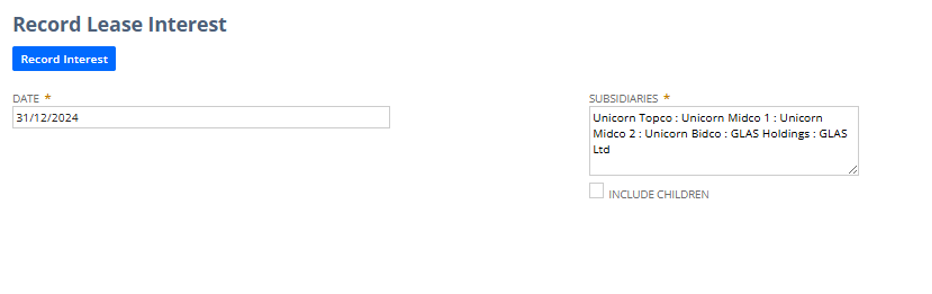 Record Lease Interest
Record Interest
DATE *
31/12/2024
SUBSIDIARIES *
Unicorn Topco : Unicorn Midco 1 : Unicorn
Midco 2 : Unicorn Bidco : GLAS Holdings : GLAS
Ltd
INCLUDE CHILDREN